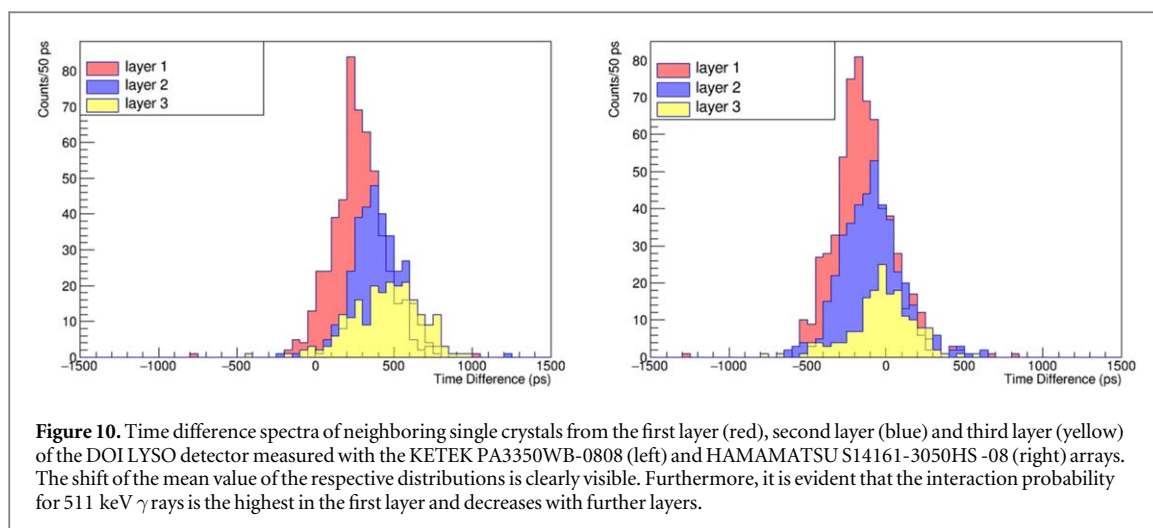 Counts/50 ps
layer 1
layer 2
layer 3
80
70
60
50
40
30
20
10
0
−1500 −1000 −500 0 500 1000 1500
Time Difference (ps)
Counts/50 ps
layer 1
layer 2
layer 3
80
70
60
50
40
30
20
10
0
−1500 −1000 −500 0 500 1000 1500
Time Difference (ps)
Figure 10. Time difference spectra of neighboring single crystals from the first layer (red), second layer (blue) and third layer (yellow)
of the DOI LYSO detector measured with the KETEK PA3350WB-0808 (left) and HAMAMATSU S14161-3050HS -08 (right) arrays.
The shift of the mean value of the respective distributions is clearly visible. Furthermore, it is evident that the interaction probability
for 511 keV γ rays is the highest in the first layer and decreases with further layers.